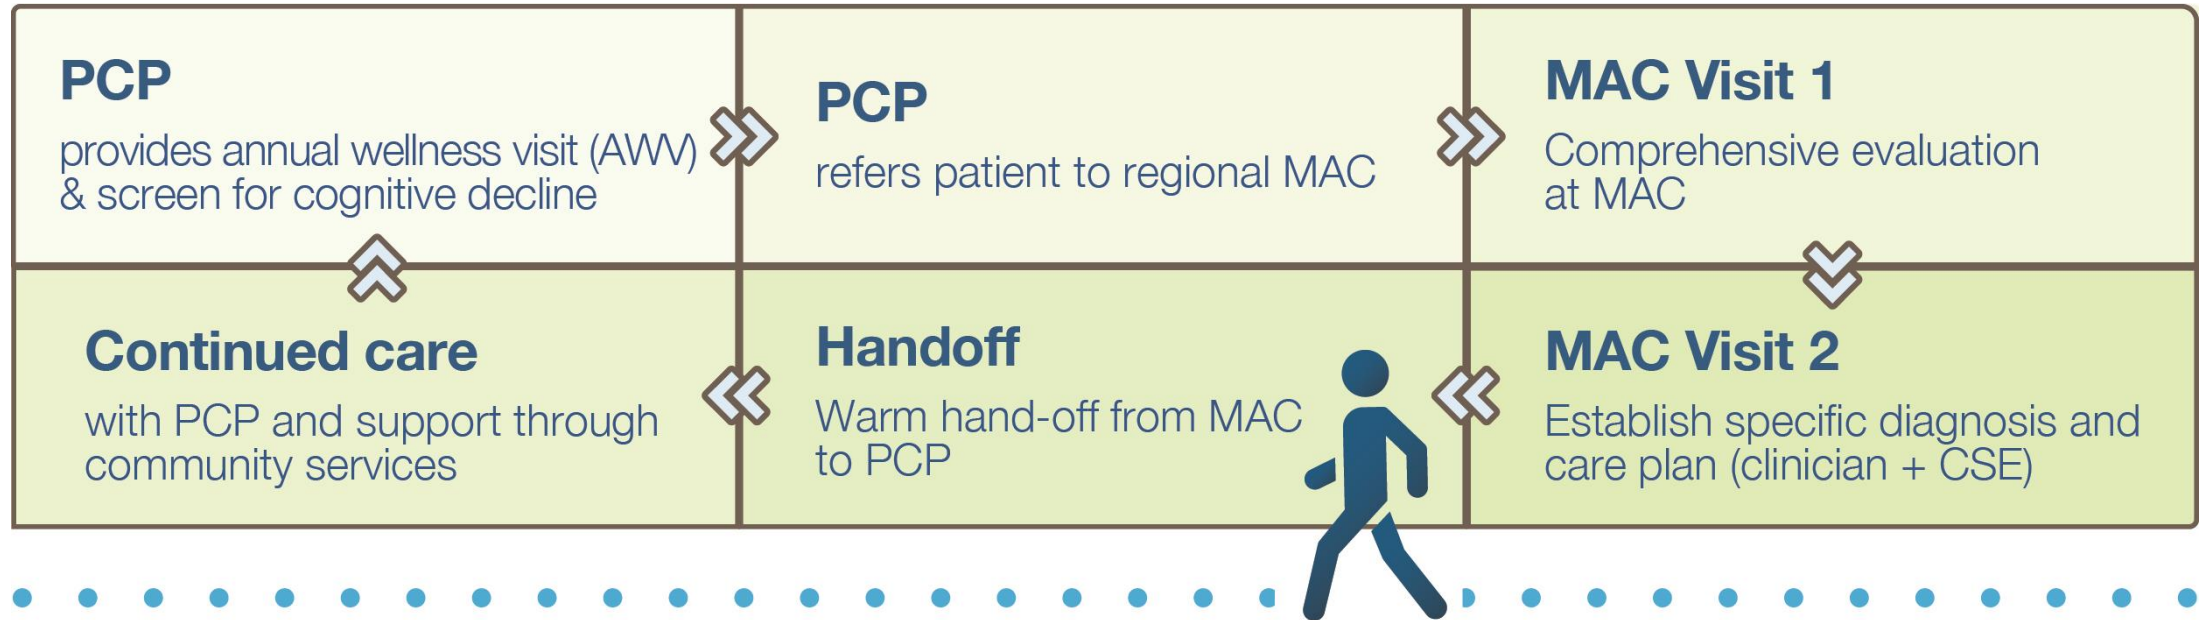 PCP
provides annual wellness visit (AWV)
& screen for cognitive decline
PCP
refers patient to regional MAC
MAC Visit 1
Comprehensive evaluation
at MAC
Continued care
with PCP and support through
community services
Handoff
Warm hand-off from MAC
to PCP
MAC Visit 2
Establish specific diagnosis and
care plan (clinician + CSE)